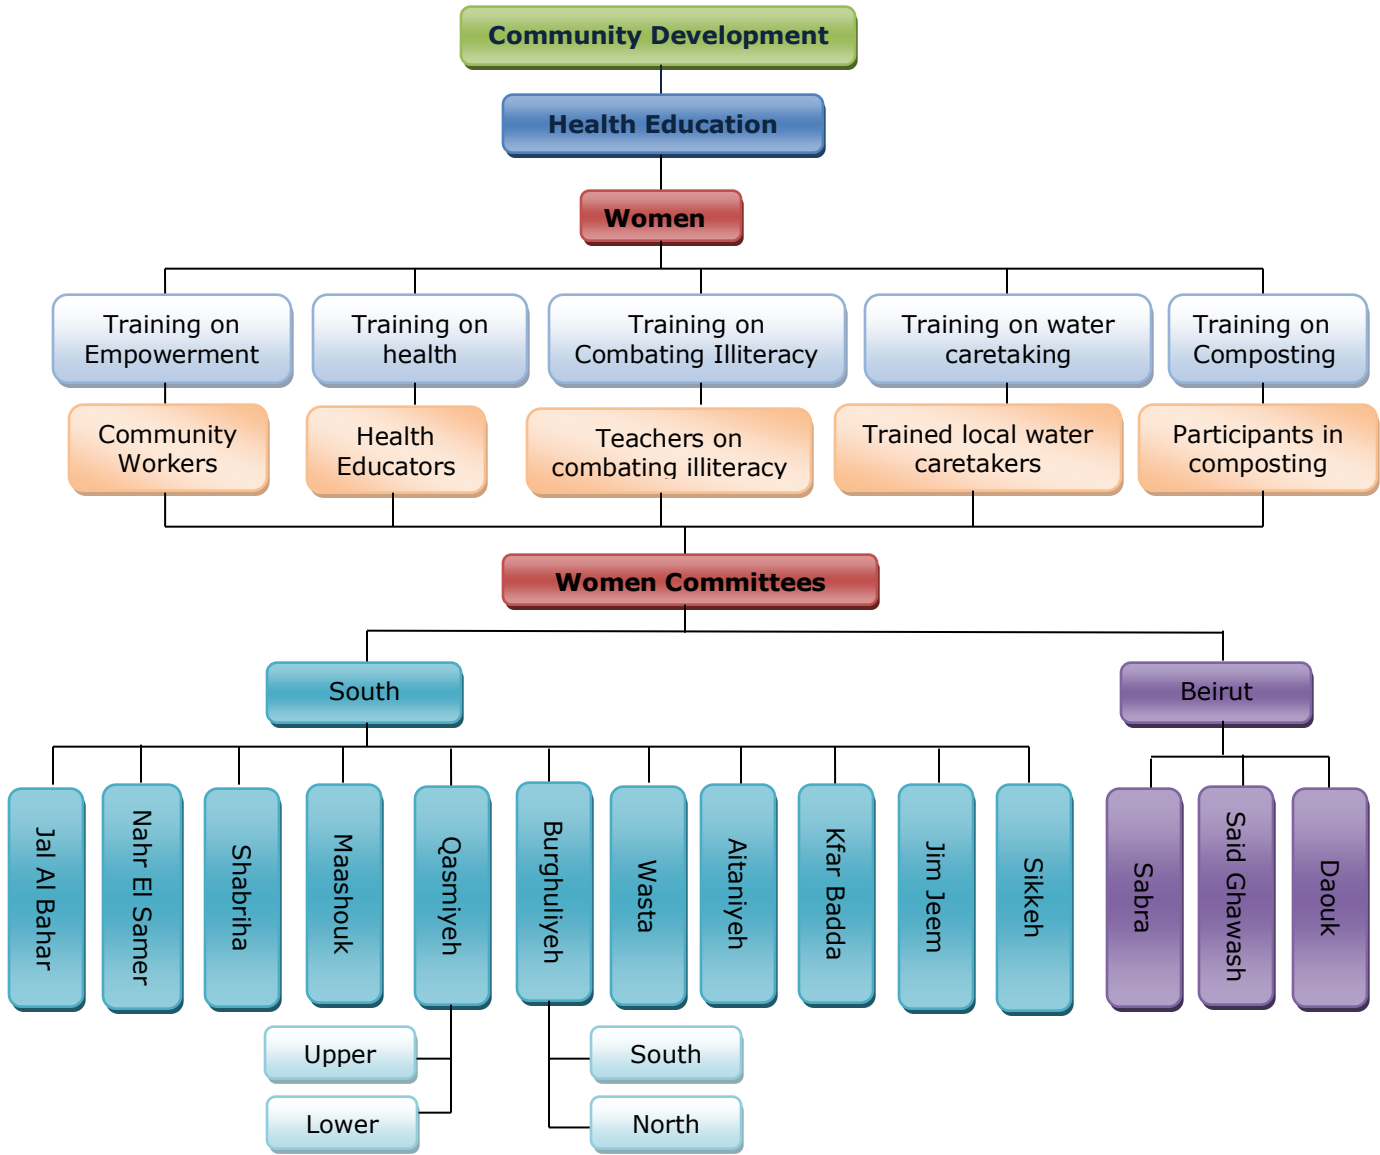 Community Development
Health Education
Women
Training on
Empowerment
Training on
health
Training on
Combating Illiteracy
Training on water
caretaking
Training on
Composting
Community
Workers
Health
Educators
Teachers on
combating illiteracy
Trained local water
caretakers
Participants in
composting
Women Committees
South
Beirut
Jal Al Bahar
Nahr El Samer
Shabriha
Maashouk
Qasmiyeh
Burghuliyeh
Wasta
Aitaniyeh
Kfar Badda
Jim Jeem
Sikkeh
Sabra
Said Ghawash
Daouk
Upper
South
Lower
North